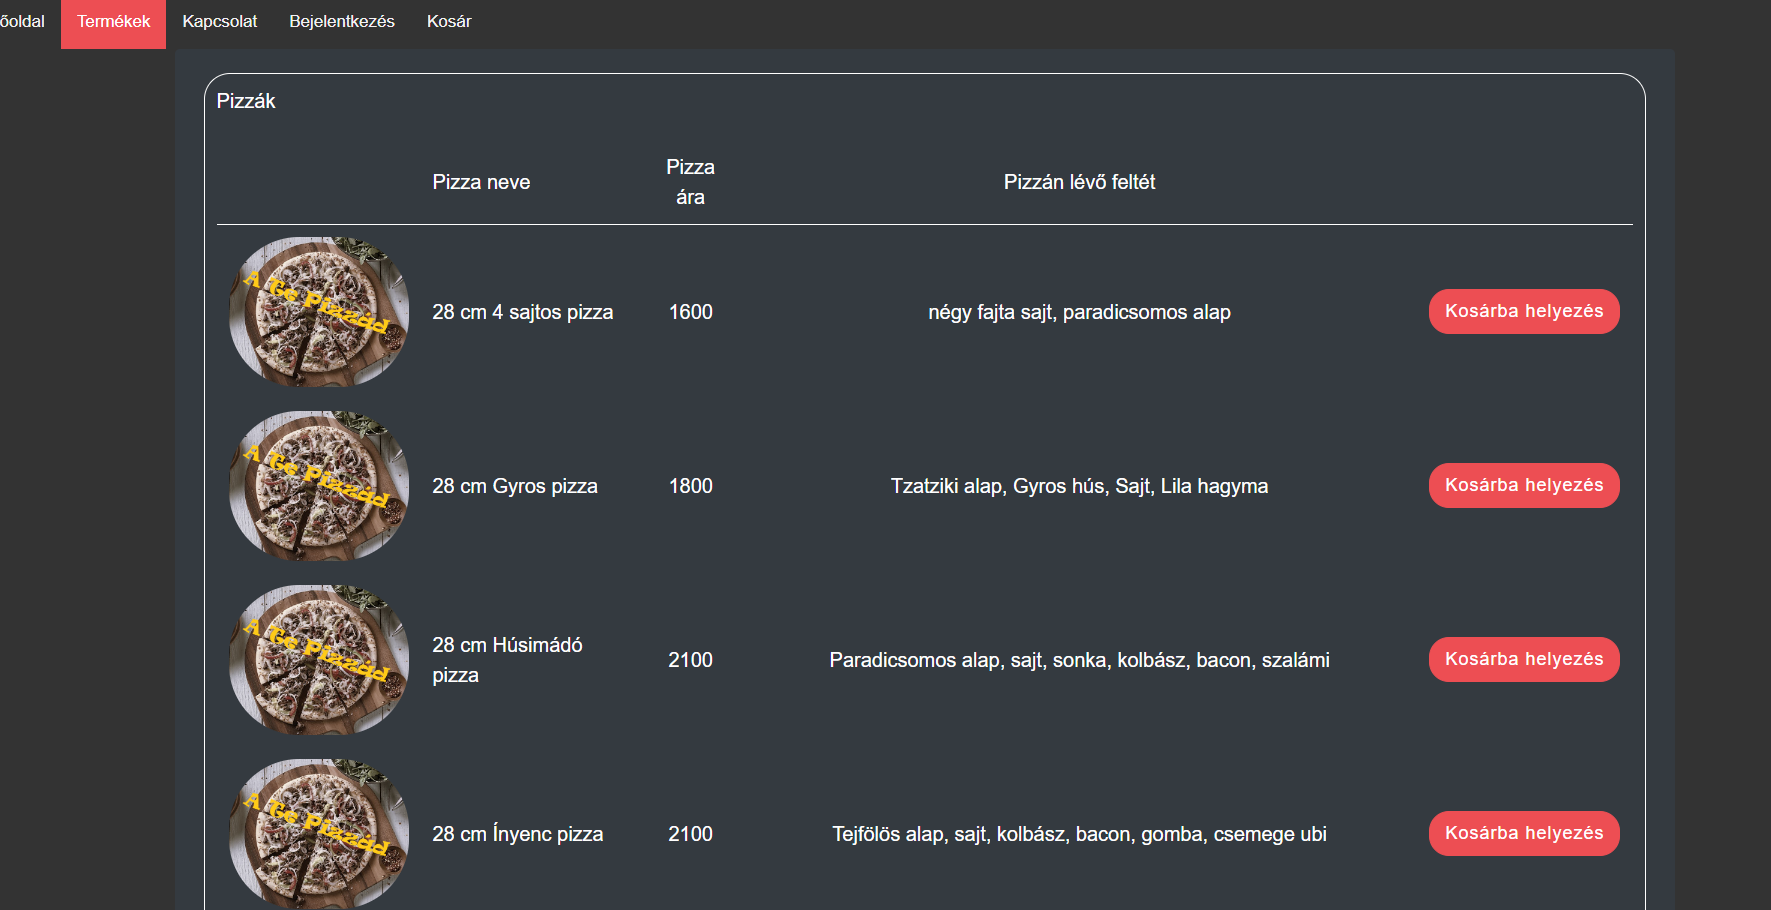 őoldal Termékek Kapcsolat Bejelentkezés Kosár
Pizzák
Pizza neve Pizza ára Pizzán lévő feltét
A Te Pizzád
28 cm 4 sajtos pizza 1600 négy fajta sajt, paradicsomos alap Kosárba helyezés
A Te Pizzád
28 cm Gyros pizza 1800 Tzatziki alap, Gyros hús, Sajt, Lila hagyma Kosárba helyezés
A Te Pizzád
28 cm Húsimádó pizza 2100 Paradicsomos alap, sajt, sonka, kolbász, bacon, szalámi Kosárba helyezés
A Te Pizzád
28 cm Ínyenc pizza 2100 Tejfölös alap, sajt, kolbász, bacon, gomba, csemege ubi Kosárba helyezés